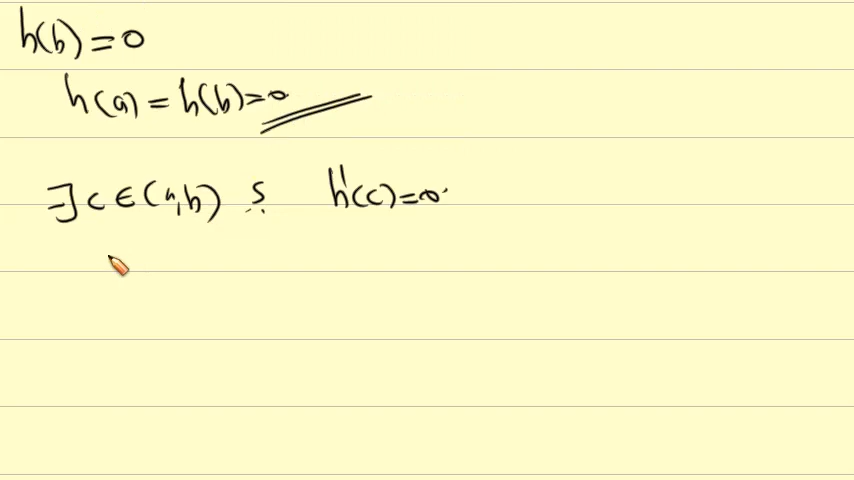 h(b) = 0
h(a) = h(b) = 0
∃ c ∈ (a,b) s. h'(c) = 0